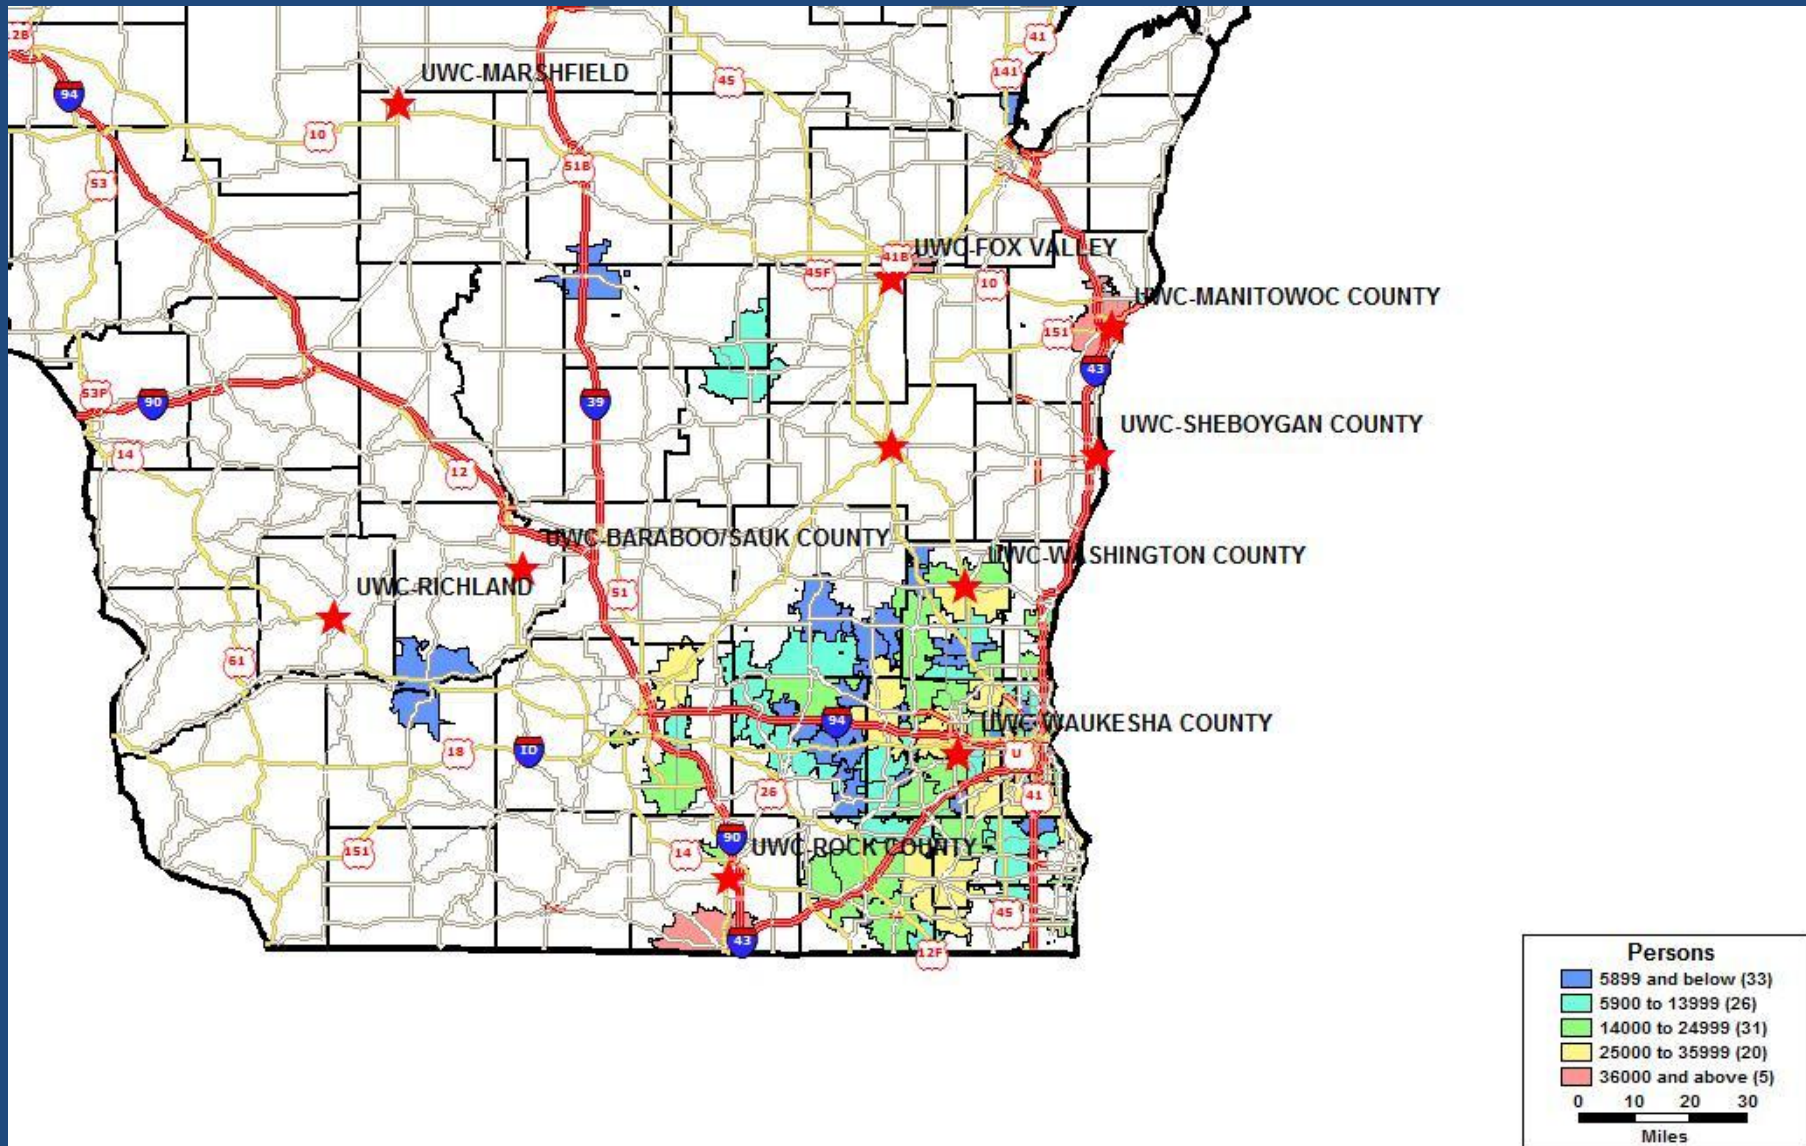 12B
41
UWC-MARSHFIELD
141
45
94
10
51B
53
UWC-FOX VALLEY
41B
45F
10
UWC-MANITOWOC COUNTY
151
43
53F
90
39
UWC-SHEBOYGAN COUNTY
14
12
UWC-BARABOO/SAUK COUNTY
UWC-WASHINGTON COUNTY
UWC-RICHLAND
51
61
94
UWC-WAUKESHA COUNTY
18
ID
U
26
41
90
UWC-ROCK COUNTY
151
14
45
43
12F
Persons
5899 and below (33)
5900 to 13999 (26)
14000 to 24999 (31)
25000 to 35999 (20)
36000 and above (5)
0 10 20 30
Miles